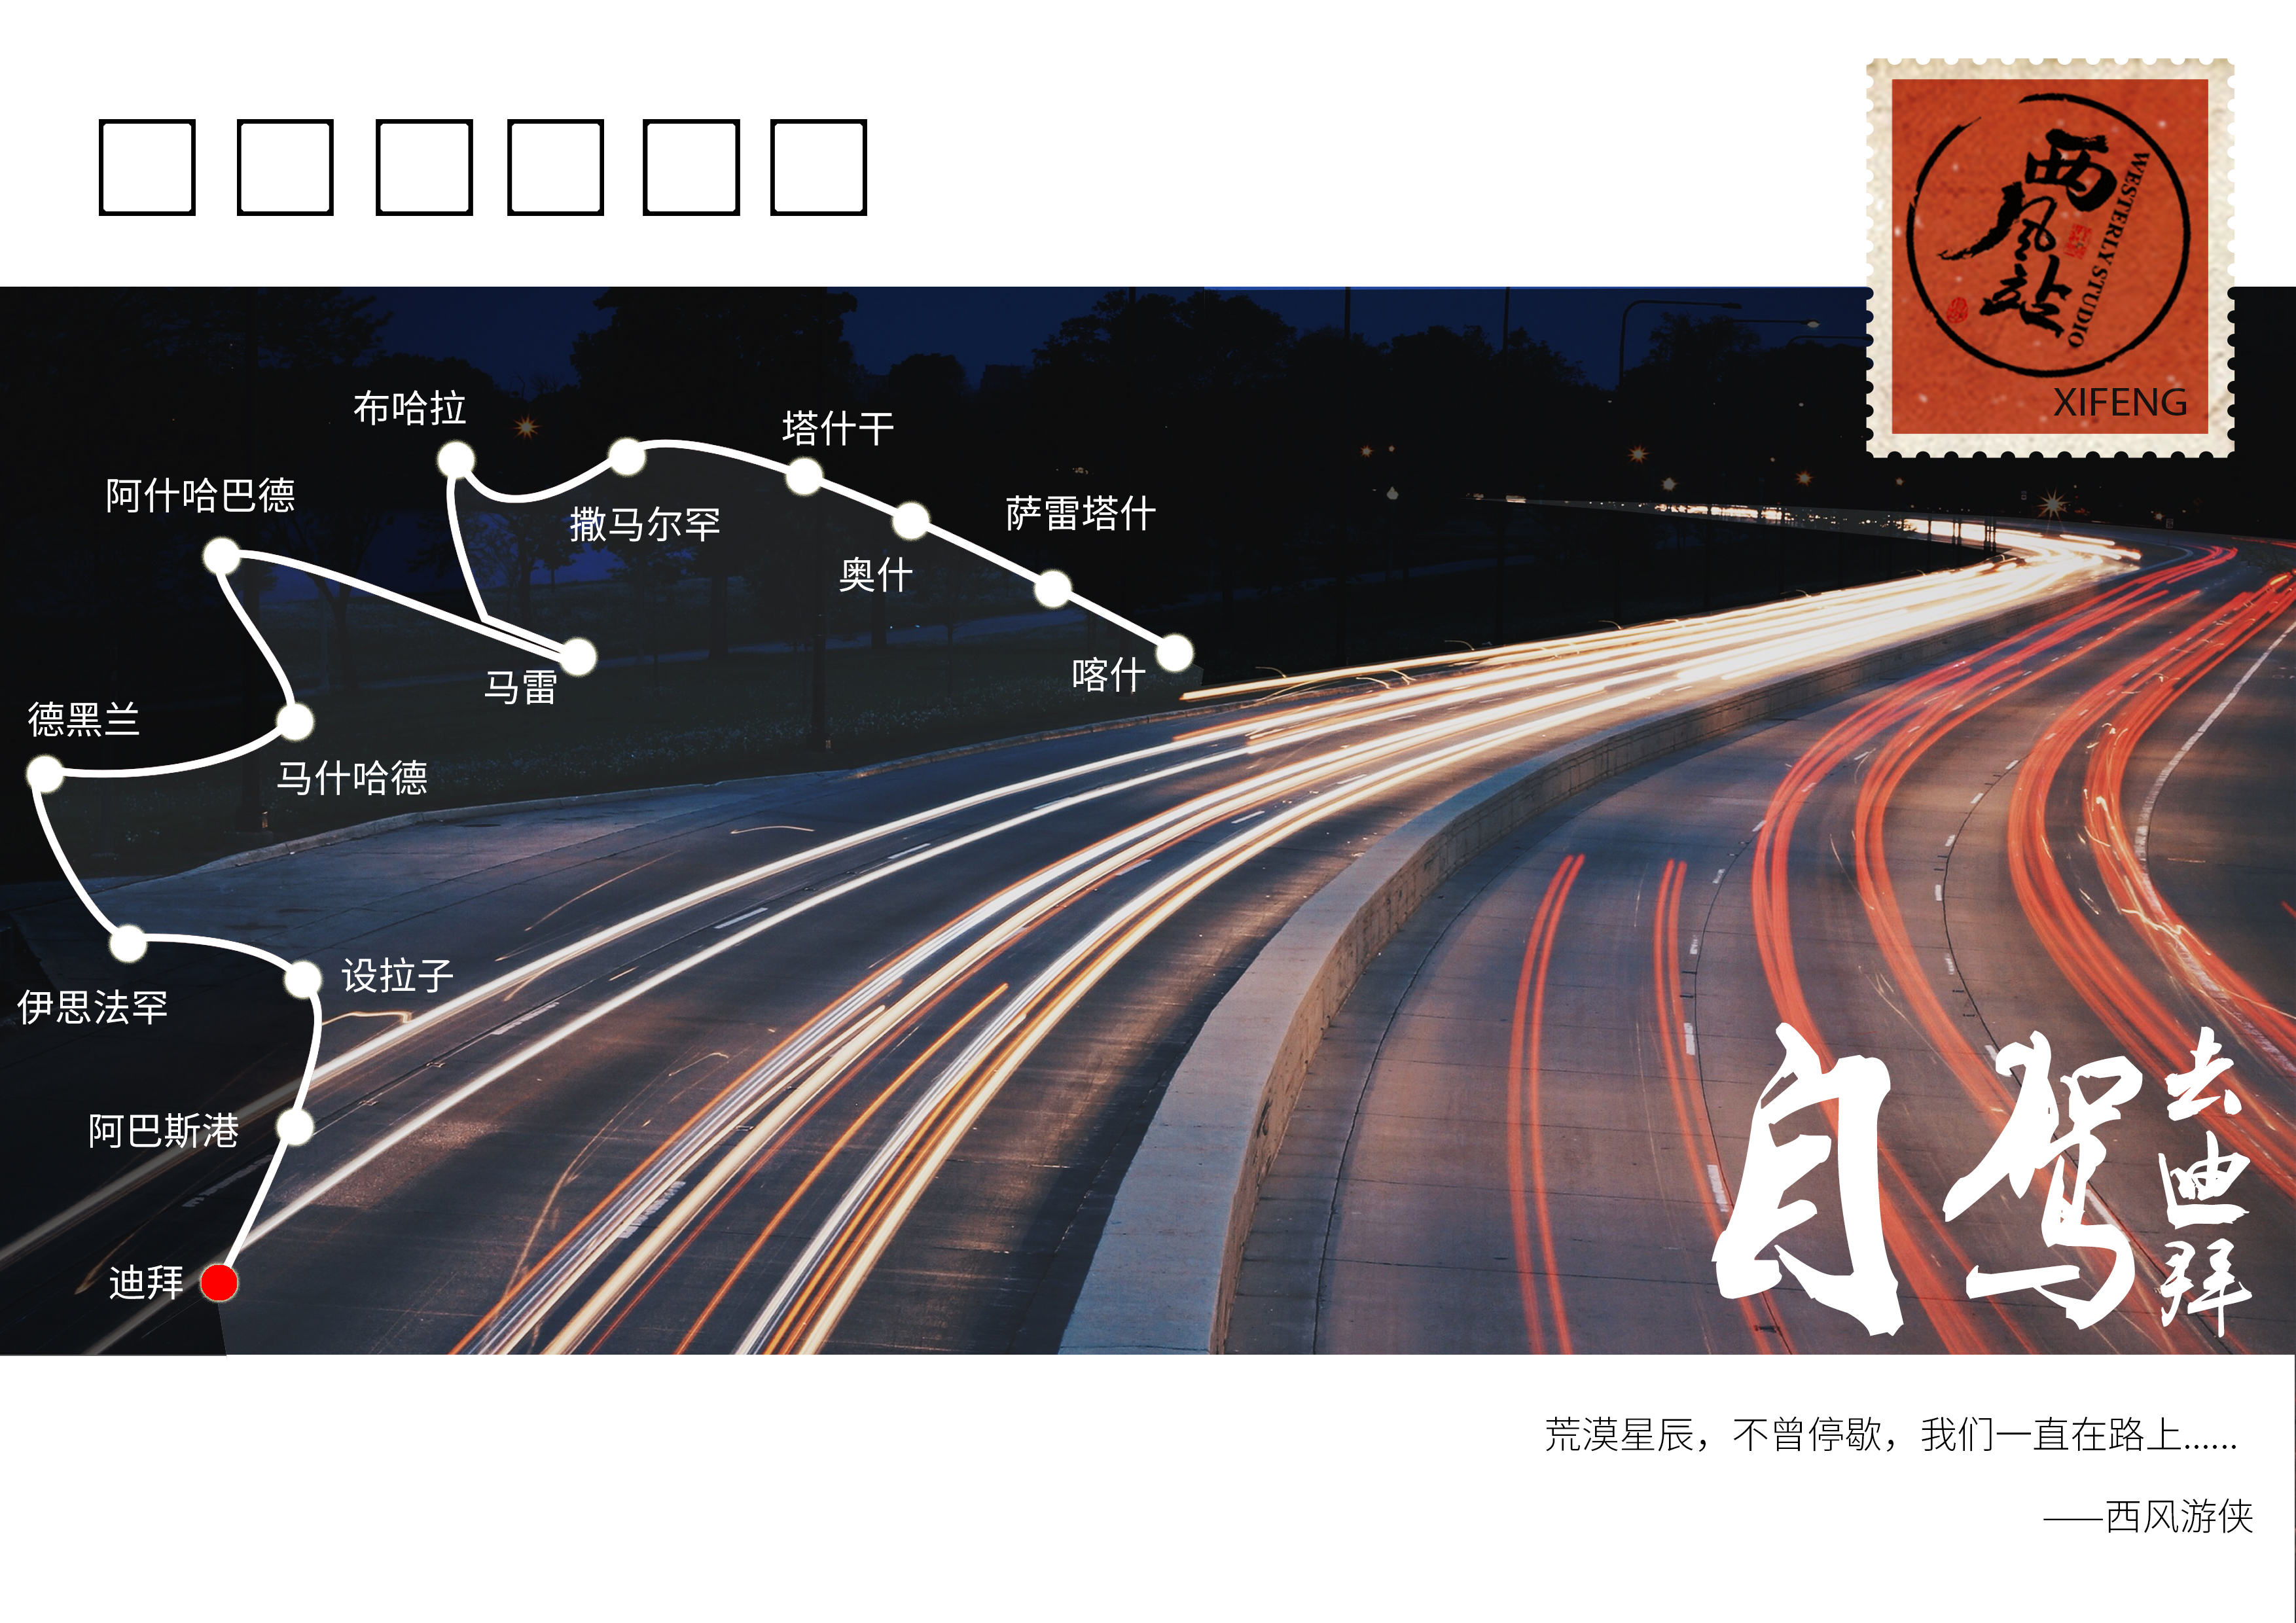 西风站
WESTERLY STUDIO
XIFENG
布哈拉
塔什干
阿什哈巴德
撒马尔罕
萨雷塔什
奥什
喀什
马雷
德黑兰
马什哈德
设拉子
伊思法罕
阿巴斯港
迪拜
自驾
去迪拜
荒漠星辰，不曾停歇，我们一直在路上......
——西风游侠